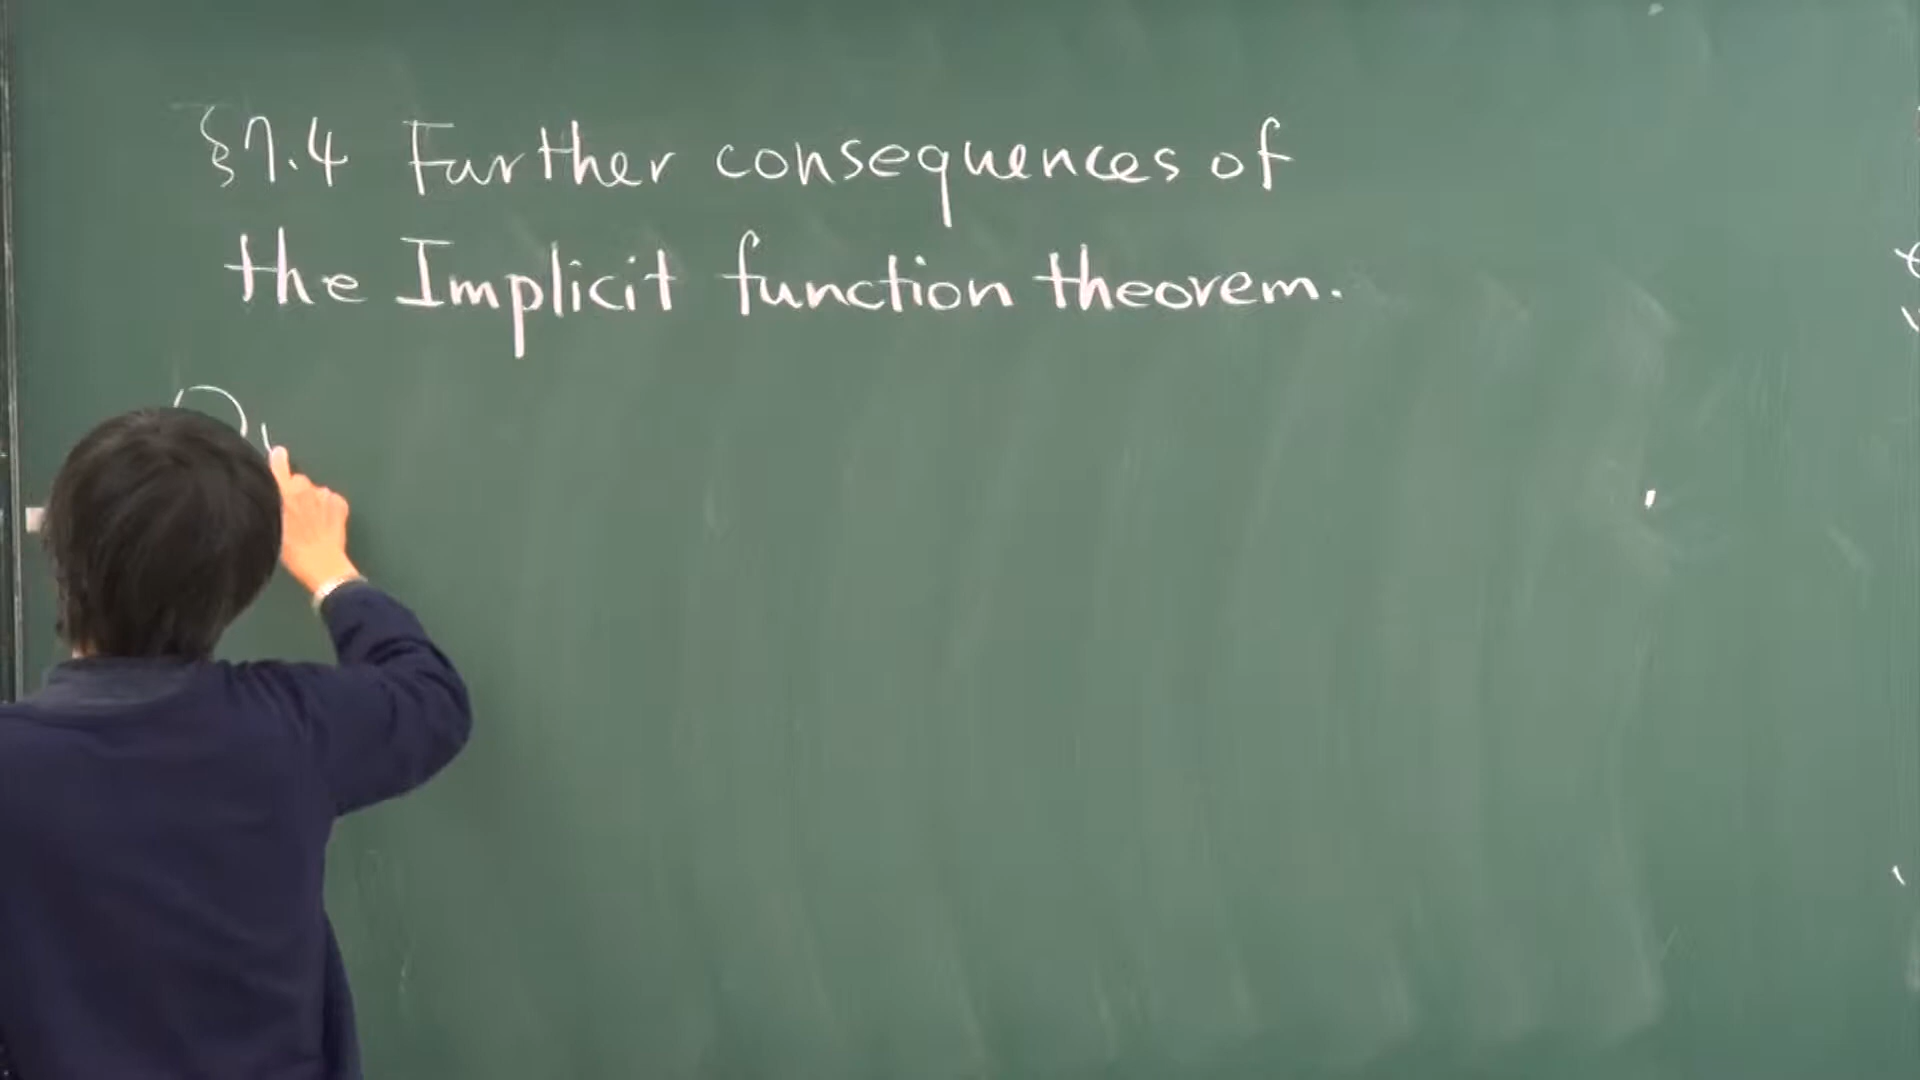 §7.4 Further consequences of
the Implicit function theorem.